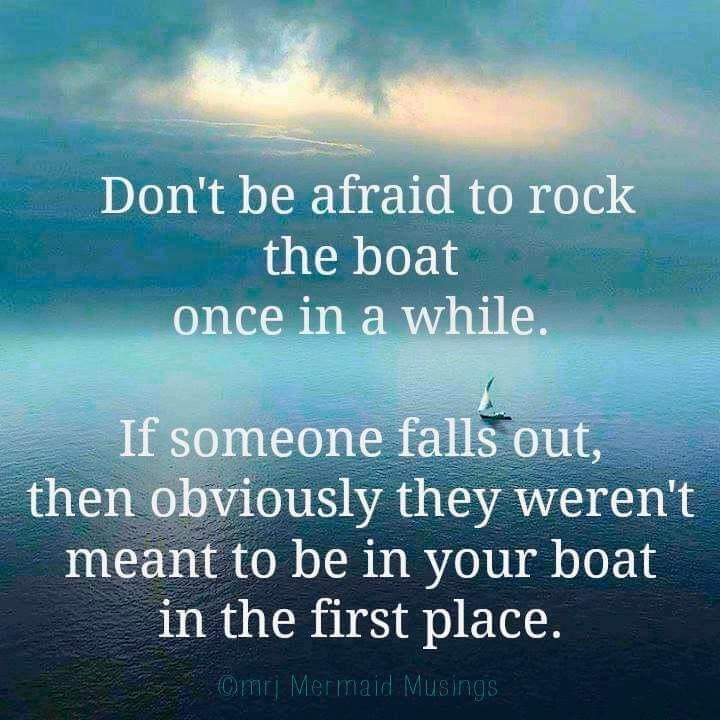 Don't be afraid to rock
the boat
once in a while.
If someone falls out,
then obviously they weren't
meant to be in your boat
in the first place.
©mrj Mermaid Musings